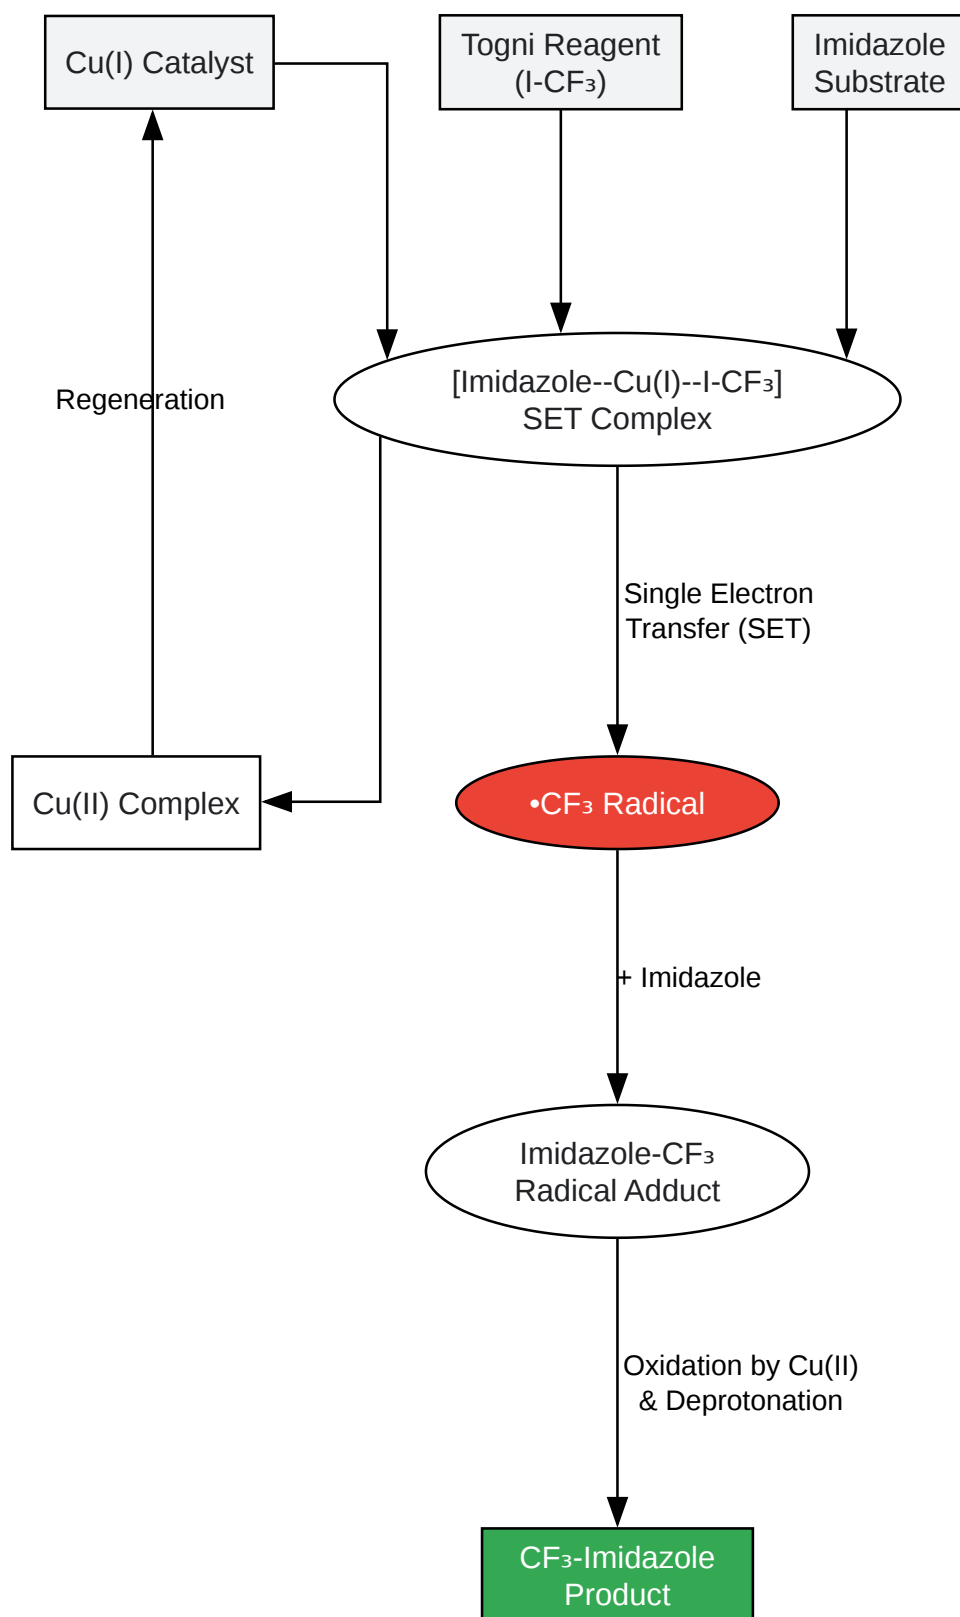 Cu(I) Catalyst
Togni Reagent
(I-CF₃)
Imidazole
Substrate
[Imidazole--Cu(I)--I-CF₃]
SET Complex
Regeneration
Single Electron
Transfer (SET)
Cu(II) Complex
•CF₃ Radical
+ Imidazole
Imidazole-CF₃
Radical Adduct
Oxidation by Cu(II)
& Deprotonation
CF₃-Imidazole
Product